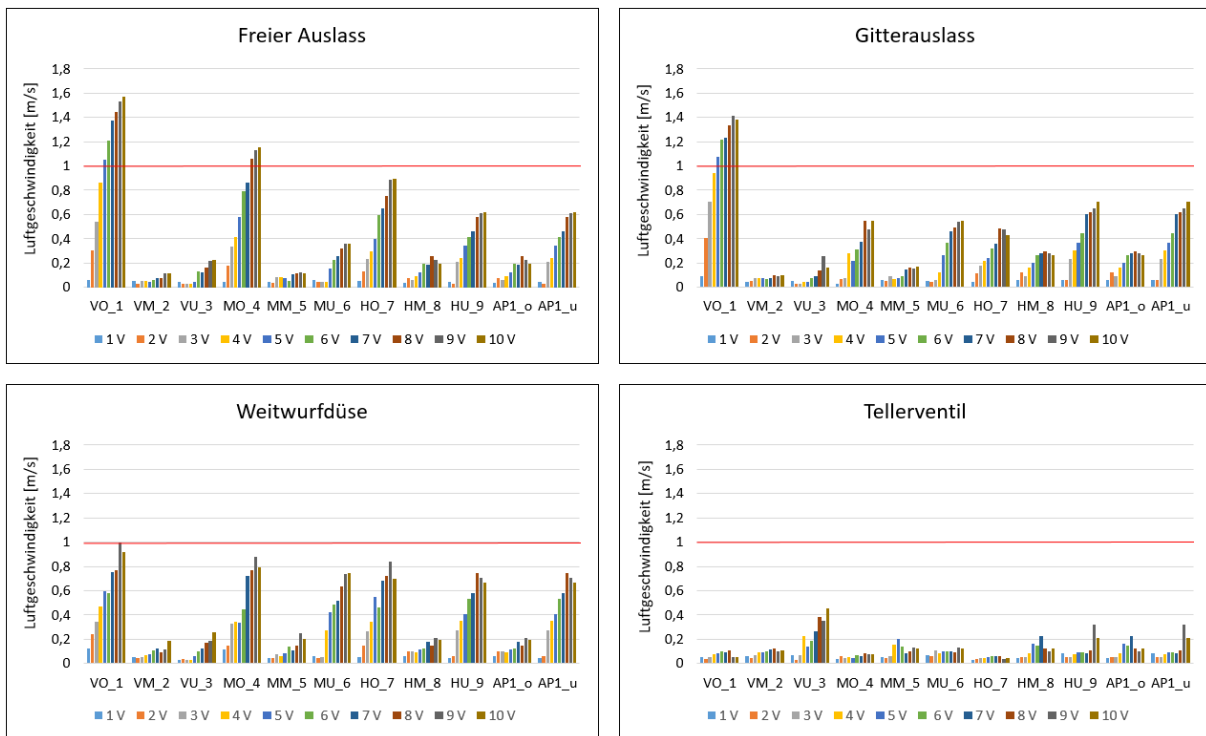 Freier Auslass
Luftgeschwindigkeit [m/s]
1,8
1,6
1,4
1,2
1
0,8
0,6
0,4
0,2
0
VO_1 VM_2 VU_3 MO_4 MM_5 MU_6 HO_7 HM_8 HU_9 AP1_o AP1_u
1 V 2 V 3 V 4 V 5 V 6 V 7 V 8 V 9 V 10 V
Gitterauslass
Luftgeschwindigkeit [m/s]
1,8
1,6
1,4
1,2
1
0,8
0,6
0,4
0,2
0
VO_1 VM_2 VU_3 MO_4 MM_5 MU_6 HO_7 HM_8 HU_9 AP1_o AP1_u
1 V 2 V 3 V 4 V 5 V 6 V 7 V 8 V 9 V 10 V
Weitwurfdüse
Luftgeschwindigkeit [m/s]
1,8
1,6
1,4
1,2
1
0,8
0,6
0,4
0,2
0
VO_1 VM_2 VU_3 MO_4 MM_5 MU_6 HO_7 HM_8 HU_9 AP1_o AP1_u
1 V 2 V 3 V 4 V 5 V 6 V 7 V 8 V 9 V 10 V
Tellerventil
Luftgeschwindigkeit [m/s]
1,8
1,6
1,4
1,2
1
0,8
0,6
0,4
0,2
0
VO_1 VM_2 VU_3 MO_4 MM_5 MU_6 HO_7 HM_8 HU_9 AP1_o AP1_u
1 V 2 V 3 V 4 V 5 V 6 V 7 V 8 V 9 V 10 V